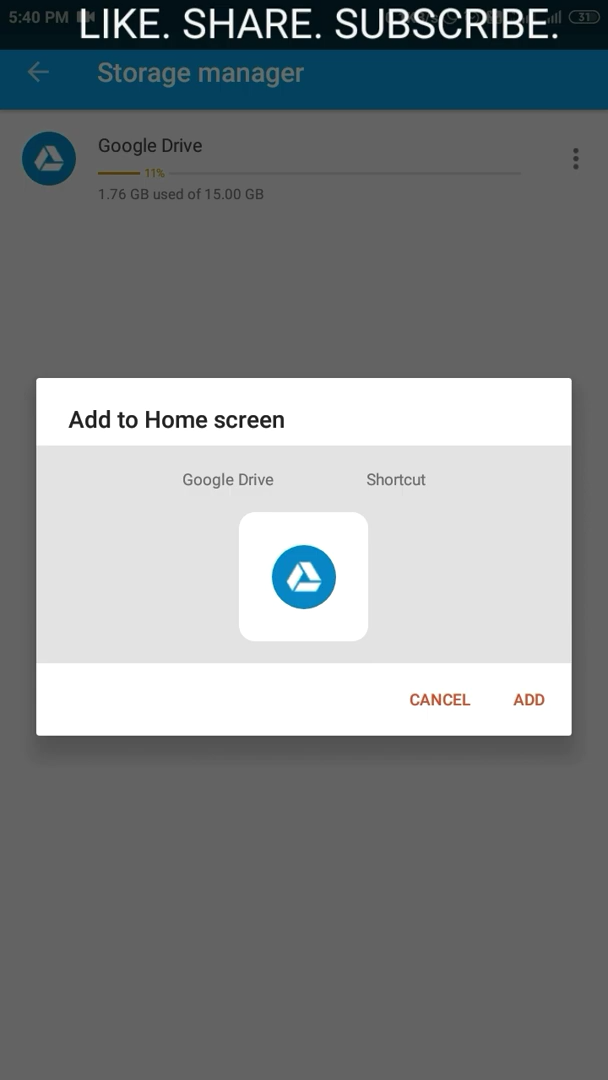 5:40 PM
LIKE. SHARE. SUBSCRIBE.
31
Storage manager
Google Drive
11%
1.76 GB used of 15.00 GB
Add to Home screen
Google Drive Shortcut
CANCEL ADD